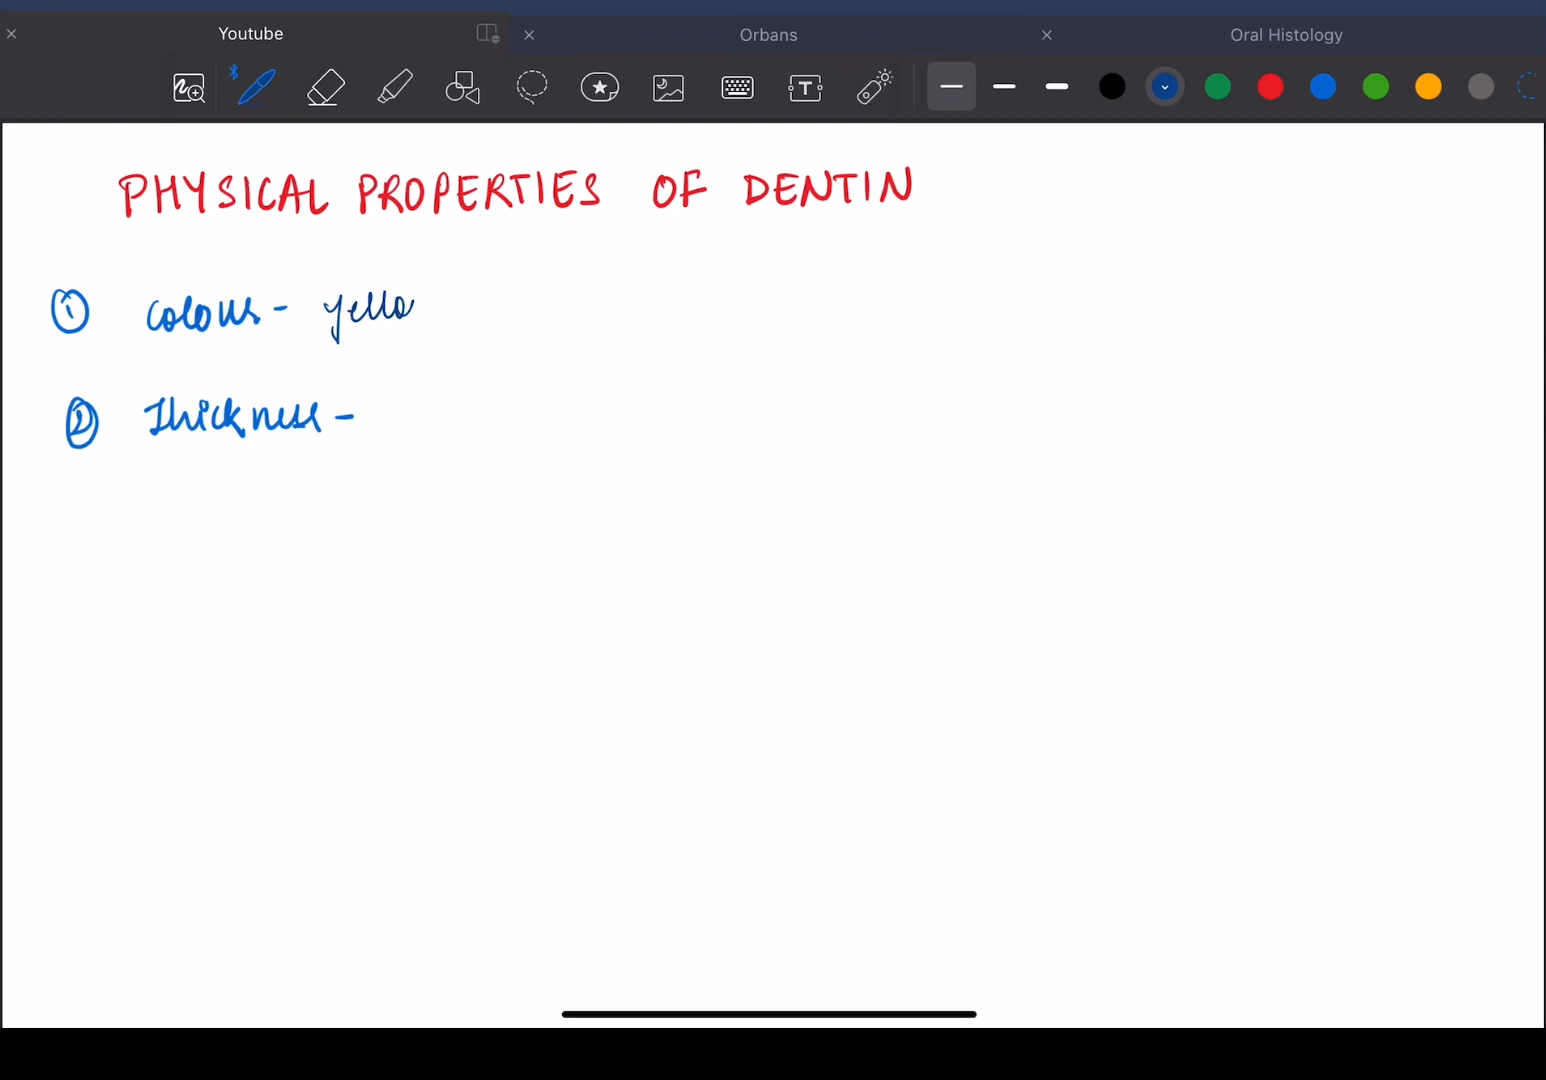 Youtube Orbans Oral Histology
T
PHYSICAL PROPERTIES OF DENTIN
① Colour - yello
② Thickness -